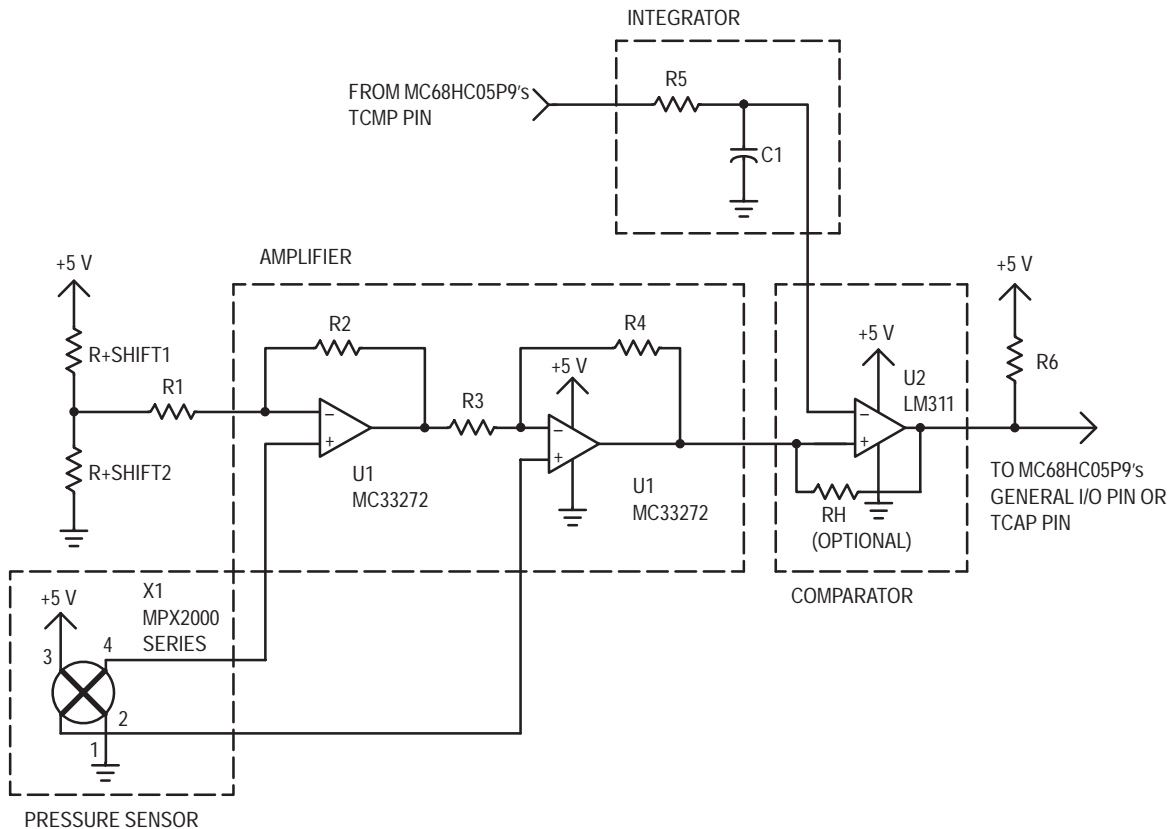 INTEGRATOR
R5
FROM MC68HC05P9's
TCMP PIN
C1
+5 V
AMPLIFIER
+5 V
R2
R4
+5 V
+5 V
R+SHIFT1
R1
R3
U2
LM311
R6
–
+
–
+
–
+
R+SHIFT2
U1
MC33272
U1
MC33272
RH
(OPTIONAL)
TO MC68HC05P9's
GENERAL I/O PIN OR
TCAP PIN
COMPARATOR
+5 V
X1
MPX2000
SERIES
3
4
2
1
PRESSURE SENSOR